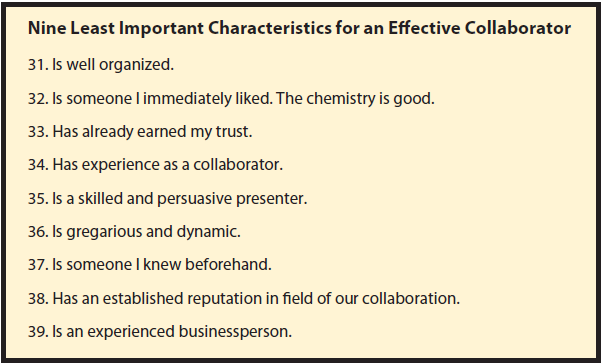 Nine Least Important Characteristics for an Effective Collaborator
31. Is well organized.
32. Is someone I immediately liked. The chemistry is good.
33. Has already earned my trust.
34. Has experience as a collaborator.
35. Is a skilled and persuasive presenter.
36. Is gregarious and dynamic.
37. Is someone I knew beforehand.
38. Has an established reputation in field of our collaboration.
39. Is an experienced businessperson.